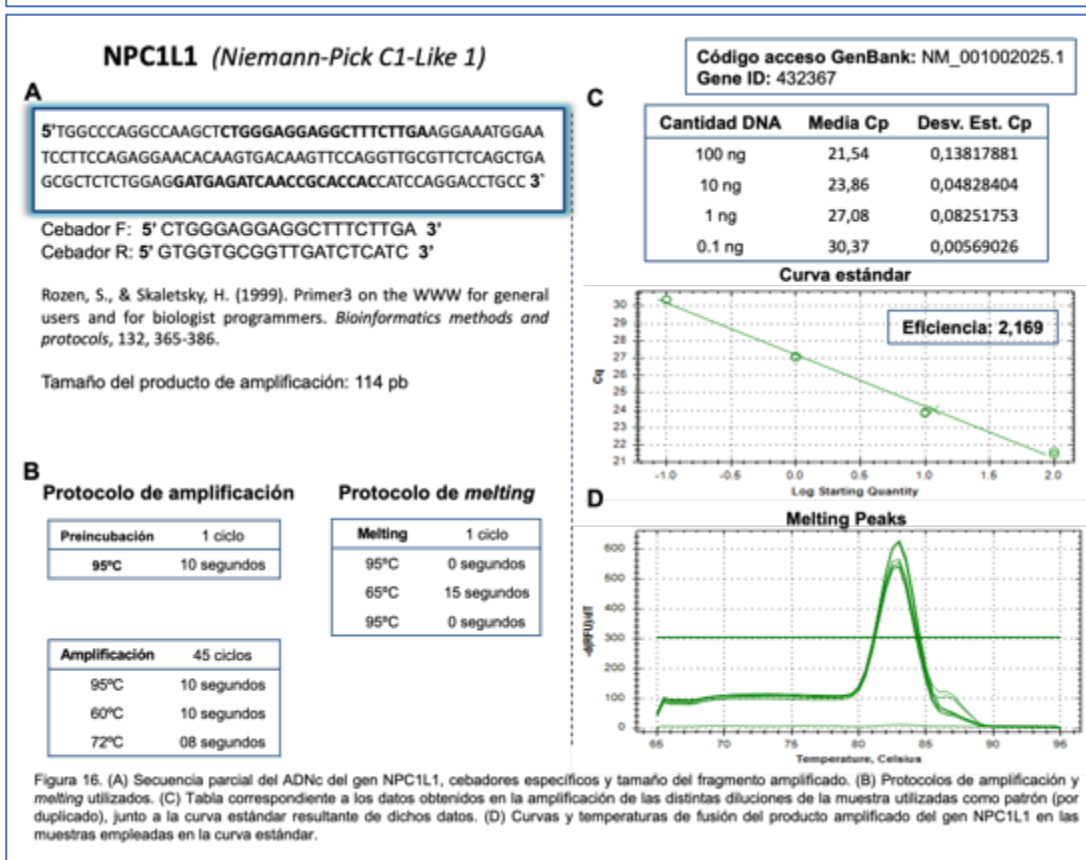 NPC1L1 (Niemann-Pick C1-Like 1)
Código acceso GenBank: NM_001002025.1
Gene ID: 432367
A
5'TGGCCCAGGCCAAGCTCTGGGAGGAGGCTTTCTTGAAGGAAATGGAA
TCCTTCCAGAGGAACACAAGTGACAAGTTCCAGGTTGCGTTCTCAGCTGA
GCGCTCTCTGGAGGATGAGATCAACCGCACCACCATCCAGGACCTGCC 3`
Cebador F: 5' CTGGGAGGAGGCTTTCTTGA 3'
Cebador R: 5' GTGGTGCGGTTGATCTCATC 3'
Rozen, S., & Skaletsky, H. (1999). Primer3 on the WWW for general
users and for biologist programmers. Bioinformatics methods and
protocols, 132, 365-386.
Tamaño del producto de amplificación: 114 pb
B
Protocolo de amplificación
Preincubación 1 ciclo
95ºC 10 segundos
Amplificación 45 ciclos
95ºC 10 segundos
60ºC 10 segundos
72ºC 08 segundos
Protocolo de melting
Melting 1 ciclo
95ºC 0 segundos
65ºC 15 segundos
95ºC 0 segundos
C
Cantidad DNA Media Cp Desv. Est. Cp
100 ng 21,54 0,13817881
10 ng 23,86 0,04828404
1 ng 27,08 0,08251753
0.1 ng 30,37 0,00569026
Curva estándar
Eficiencia: 2,169
Cq
30
29
28
27
26
25
24
23
22
21
-1.0 -0.5 0.0 0.5 1.0 1.5 2.0
Log Starting Quantity
D
Melting Peaks
-d(RFU)/dT
600
500
400
300
200
100
0
65 70 75 80 85 90 95
Temperature, Celsius
Figura 16. (A) Secuencia parcial del ADNc del gen NPC1L1, cebadores específicos y tamaño del fragmento amplificado. (B) Protocolos de amplificación y
melting utilizados. (C) Tabla correspondiente a los datos obtenidos en la amplificación de las distintas diluciones de la muestra utilizadas como patrón (por
duplicado), junto a la curva estándar resultante de dichos datos. (D) Curvas y temperaturas de fusión del producto amplificado del gen NPC1L1 en las
muestras empleadas en la curva estándar.